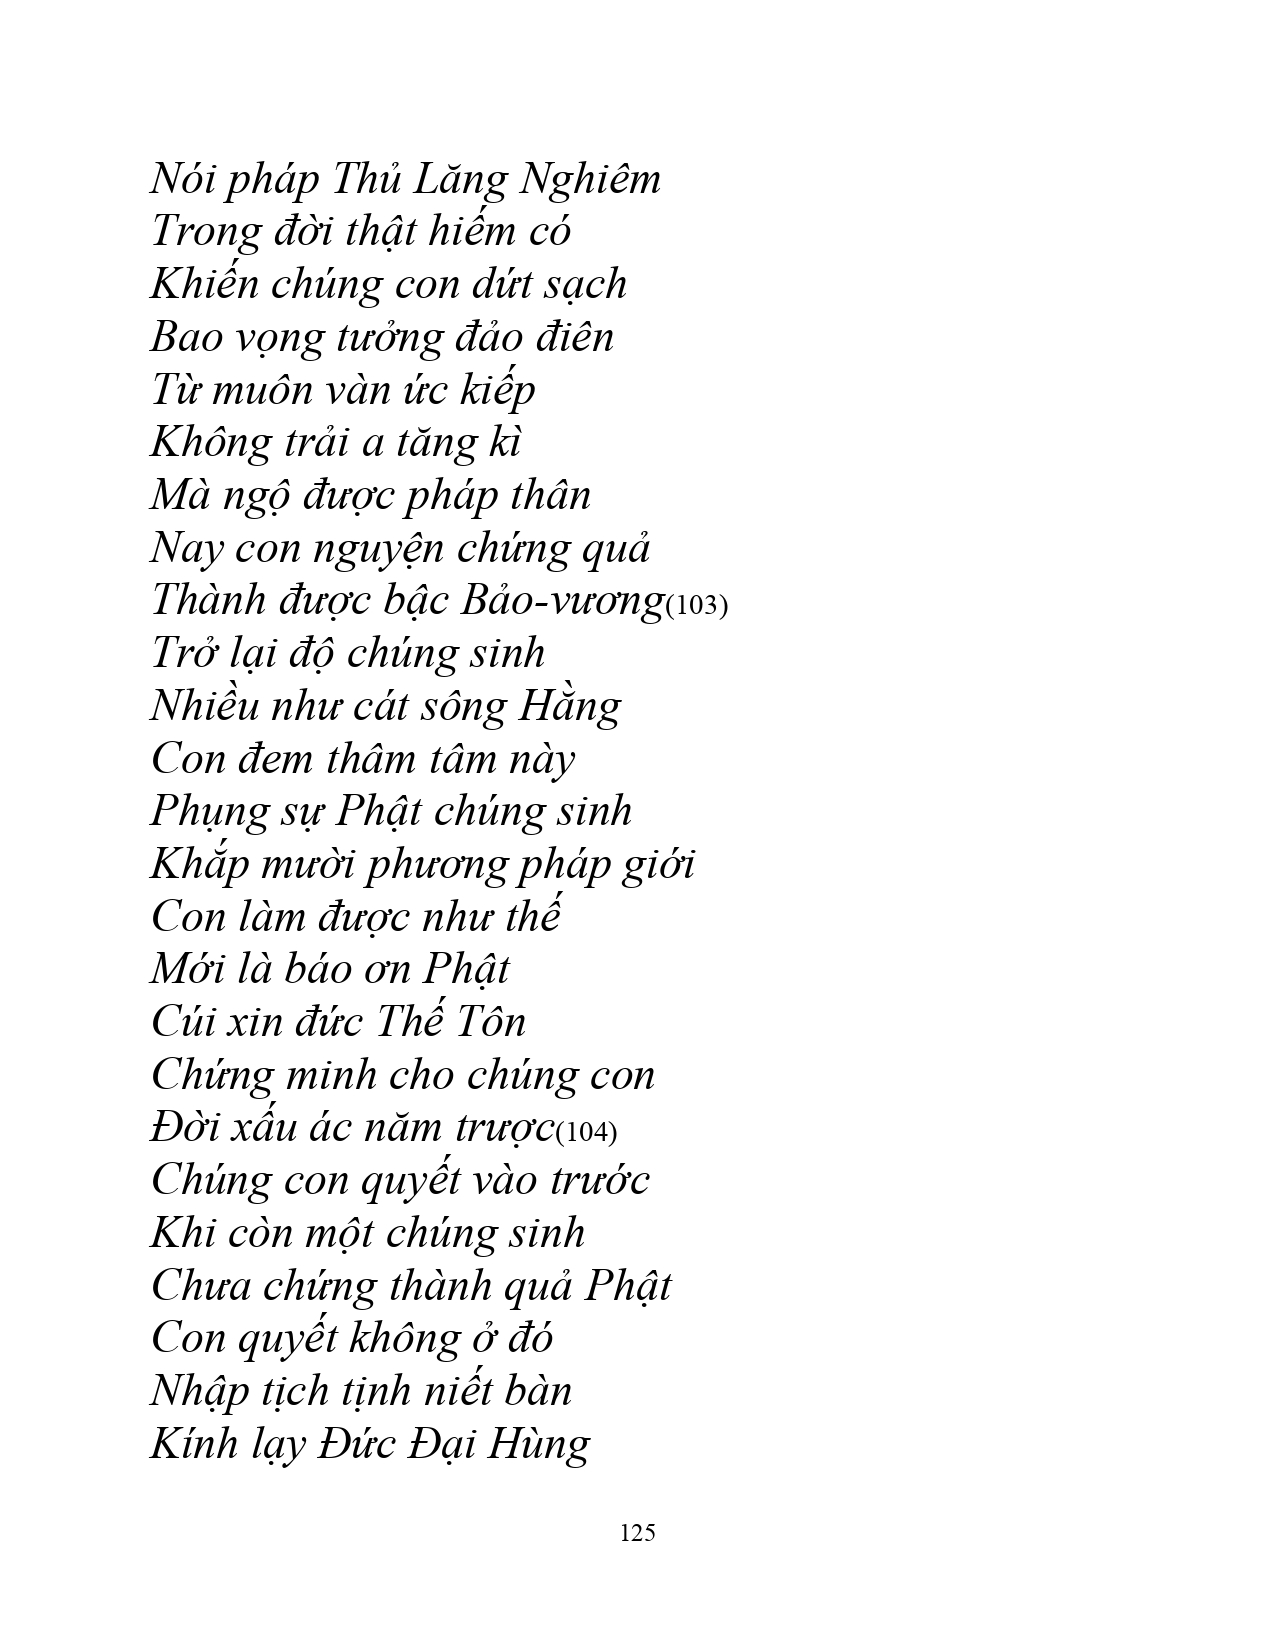 Nói pháp Thủ Lăng Nghiêm
Trong đời thật hiếm có
Khiến chúng con dứt sạch
Bao vọng tưởng đảo điên
Từ muôn vàn ức kiếp
Không trải a tăng kì
Mà ngộ được pháp thân
Nay con nguyện chứng quả
Thành được bậc Bảo-vương(103)
Trở lại độ chúng sinh
Nhiều như cát sông Hằng
Con đem thâm tâm này
Phụng sự Phật chúng sinh
Khắp mười phương pháp giới
Con làm được như thế
Mới là báo ơn Phật
Cúi xin đức Thế Tôn
Chứng minh cho chúng con
Đời xấu ác năm trược(104)
Chúng con quyết vào trước
Khi còn một chúng sinh
Chưa chứng thành quả Phật
Con quyết không ở đó
Nhập tịch tịnh niết bàn
Kính lạy Đức Đại Hùng
125